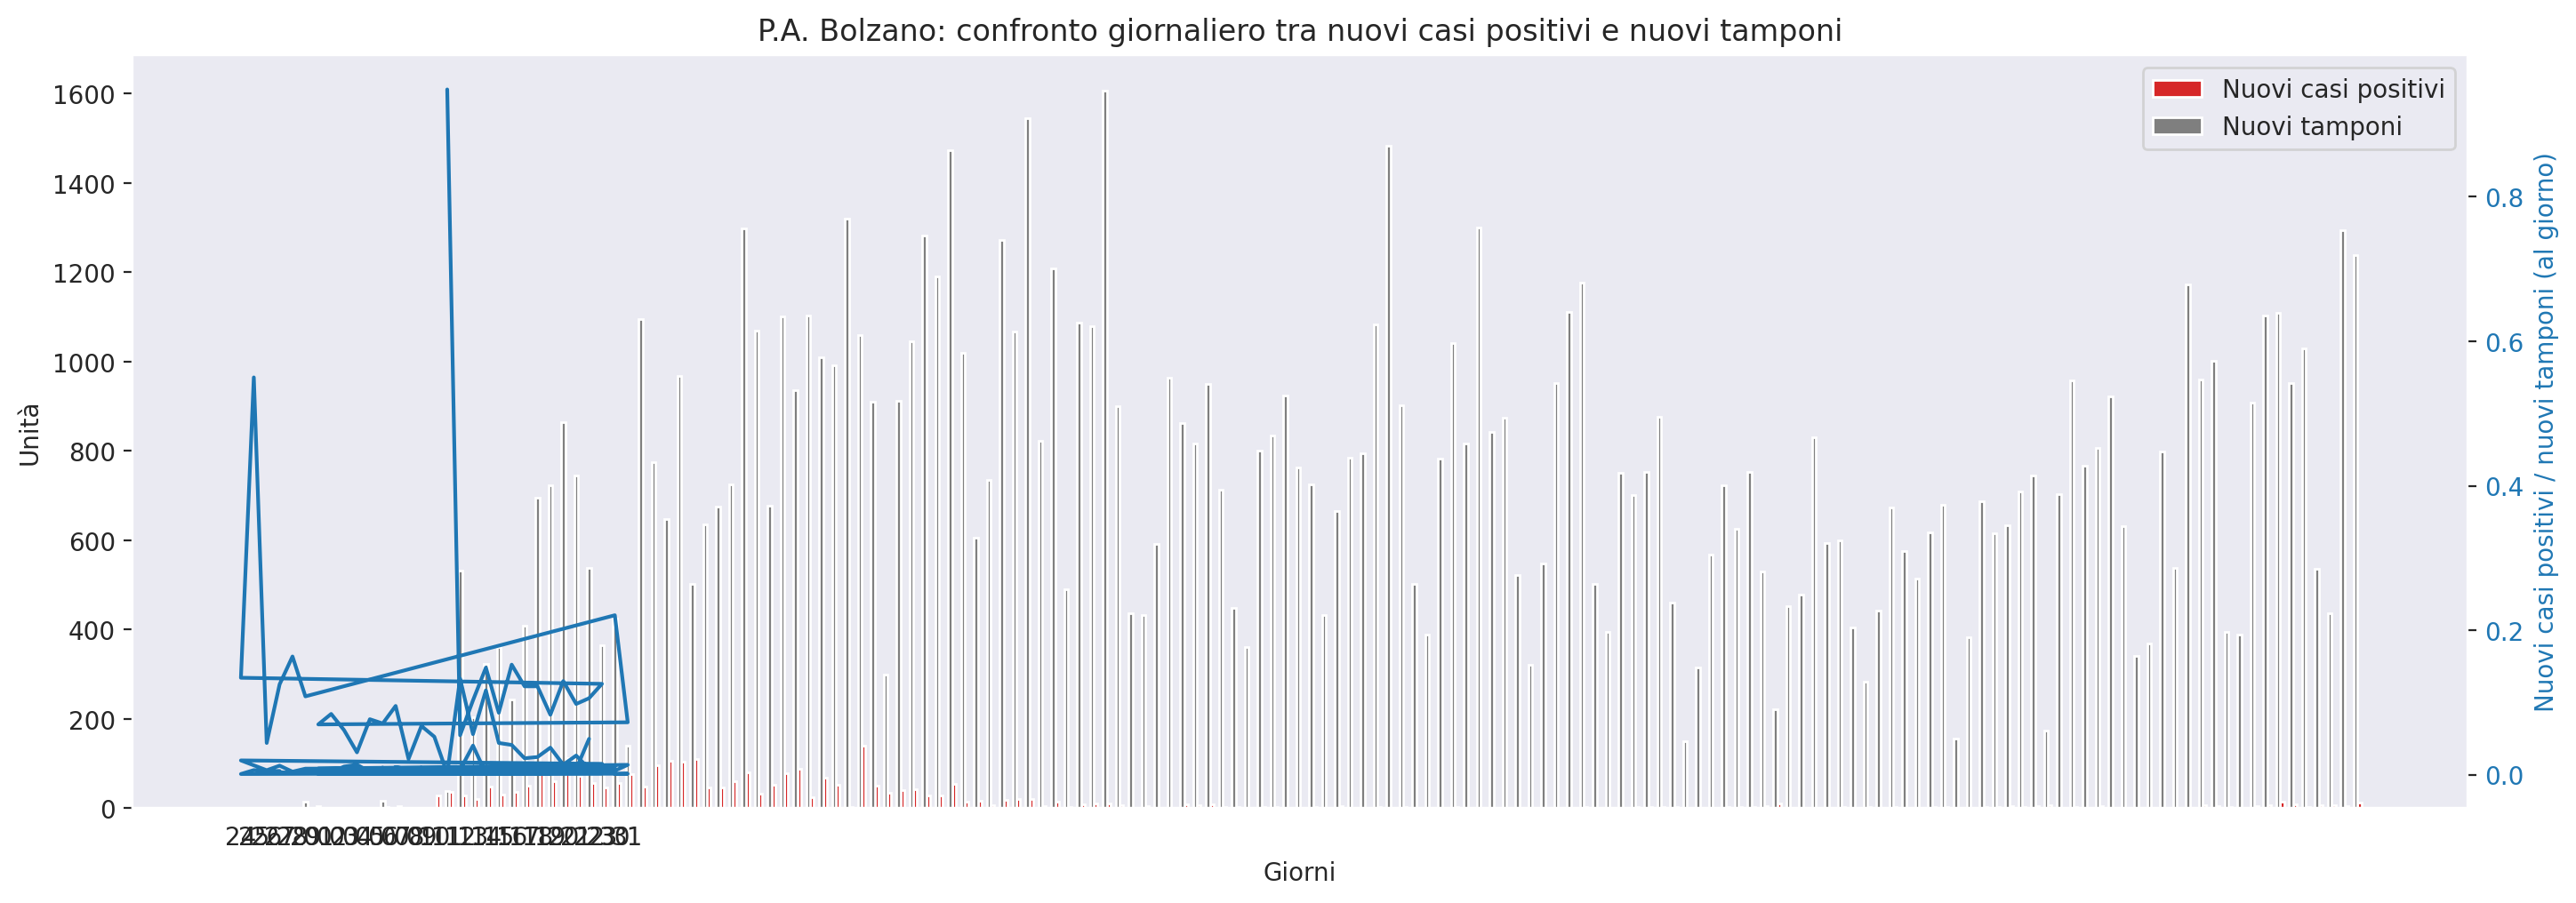 P.A. Bolzano: confronto giornaliero tra nuovi casi positivi e nuovi tamponi
Nuovi casi positivi
Nuovi tamponi
1600
1400
1200
1000
800
600
400
200
0
Unità
0.8
0.6
0.4
0.2
0.0
Nuovi casi positivi / nuovi tamponi (al giorno)
Giorni